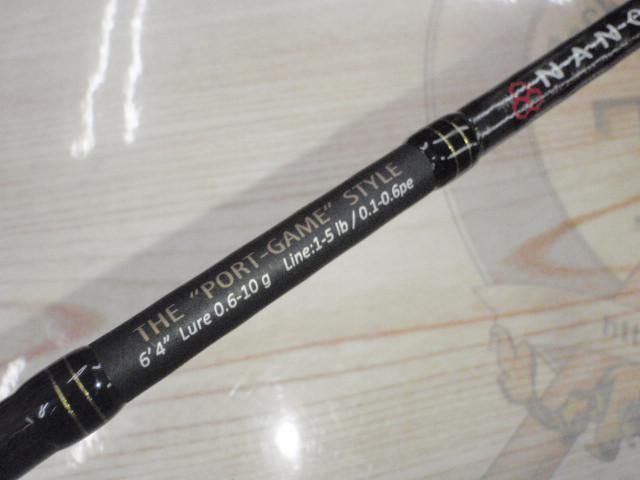 THE "PORT-GAME" STYLE
6'4" Lure 0.6-10 g Line:1-5 lb / 0.1-0.6pe